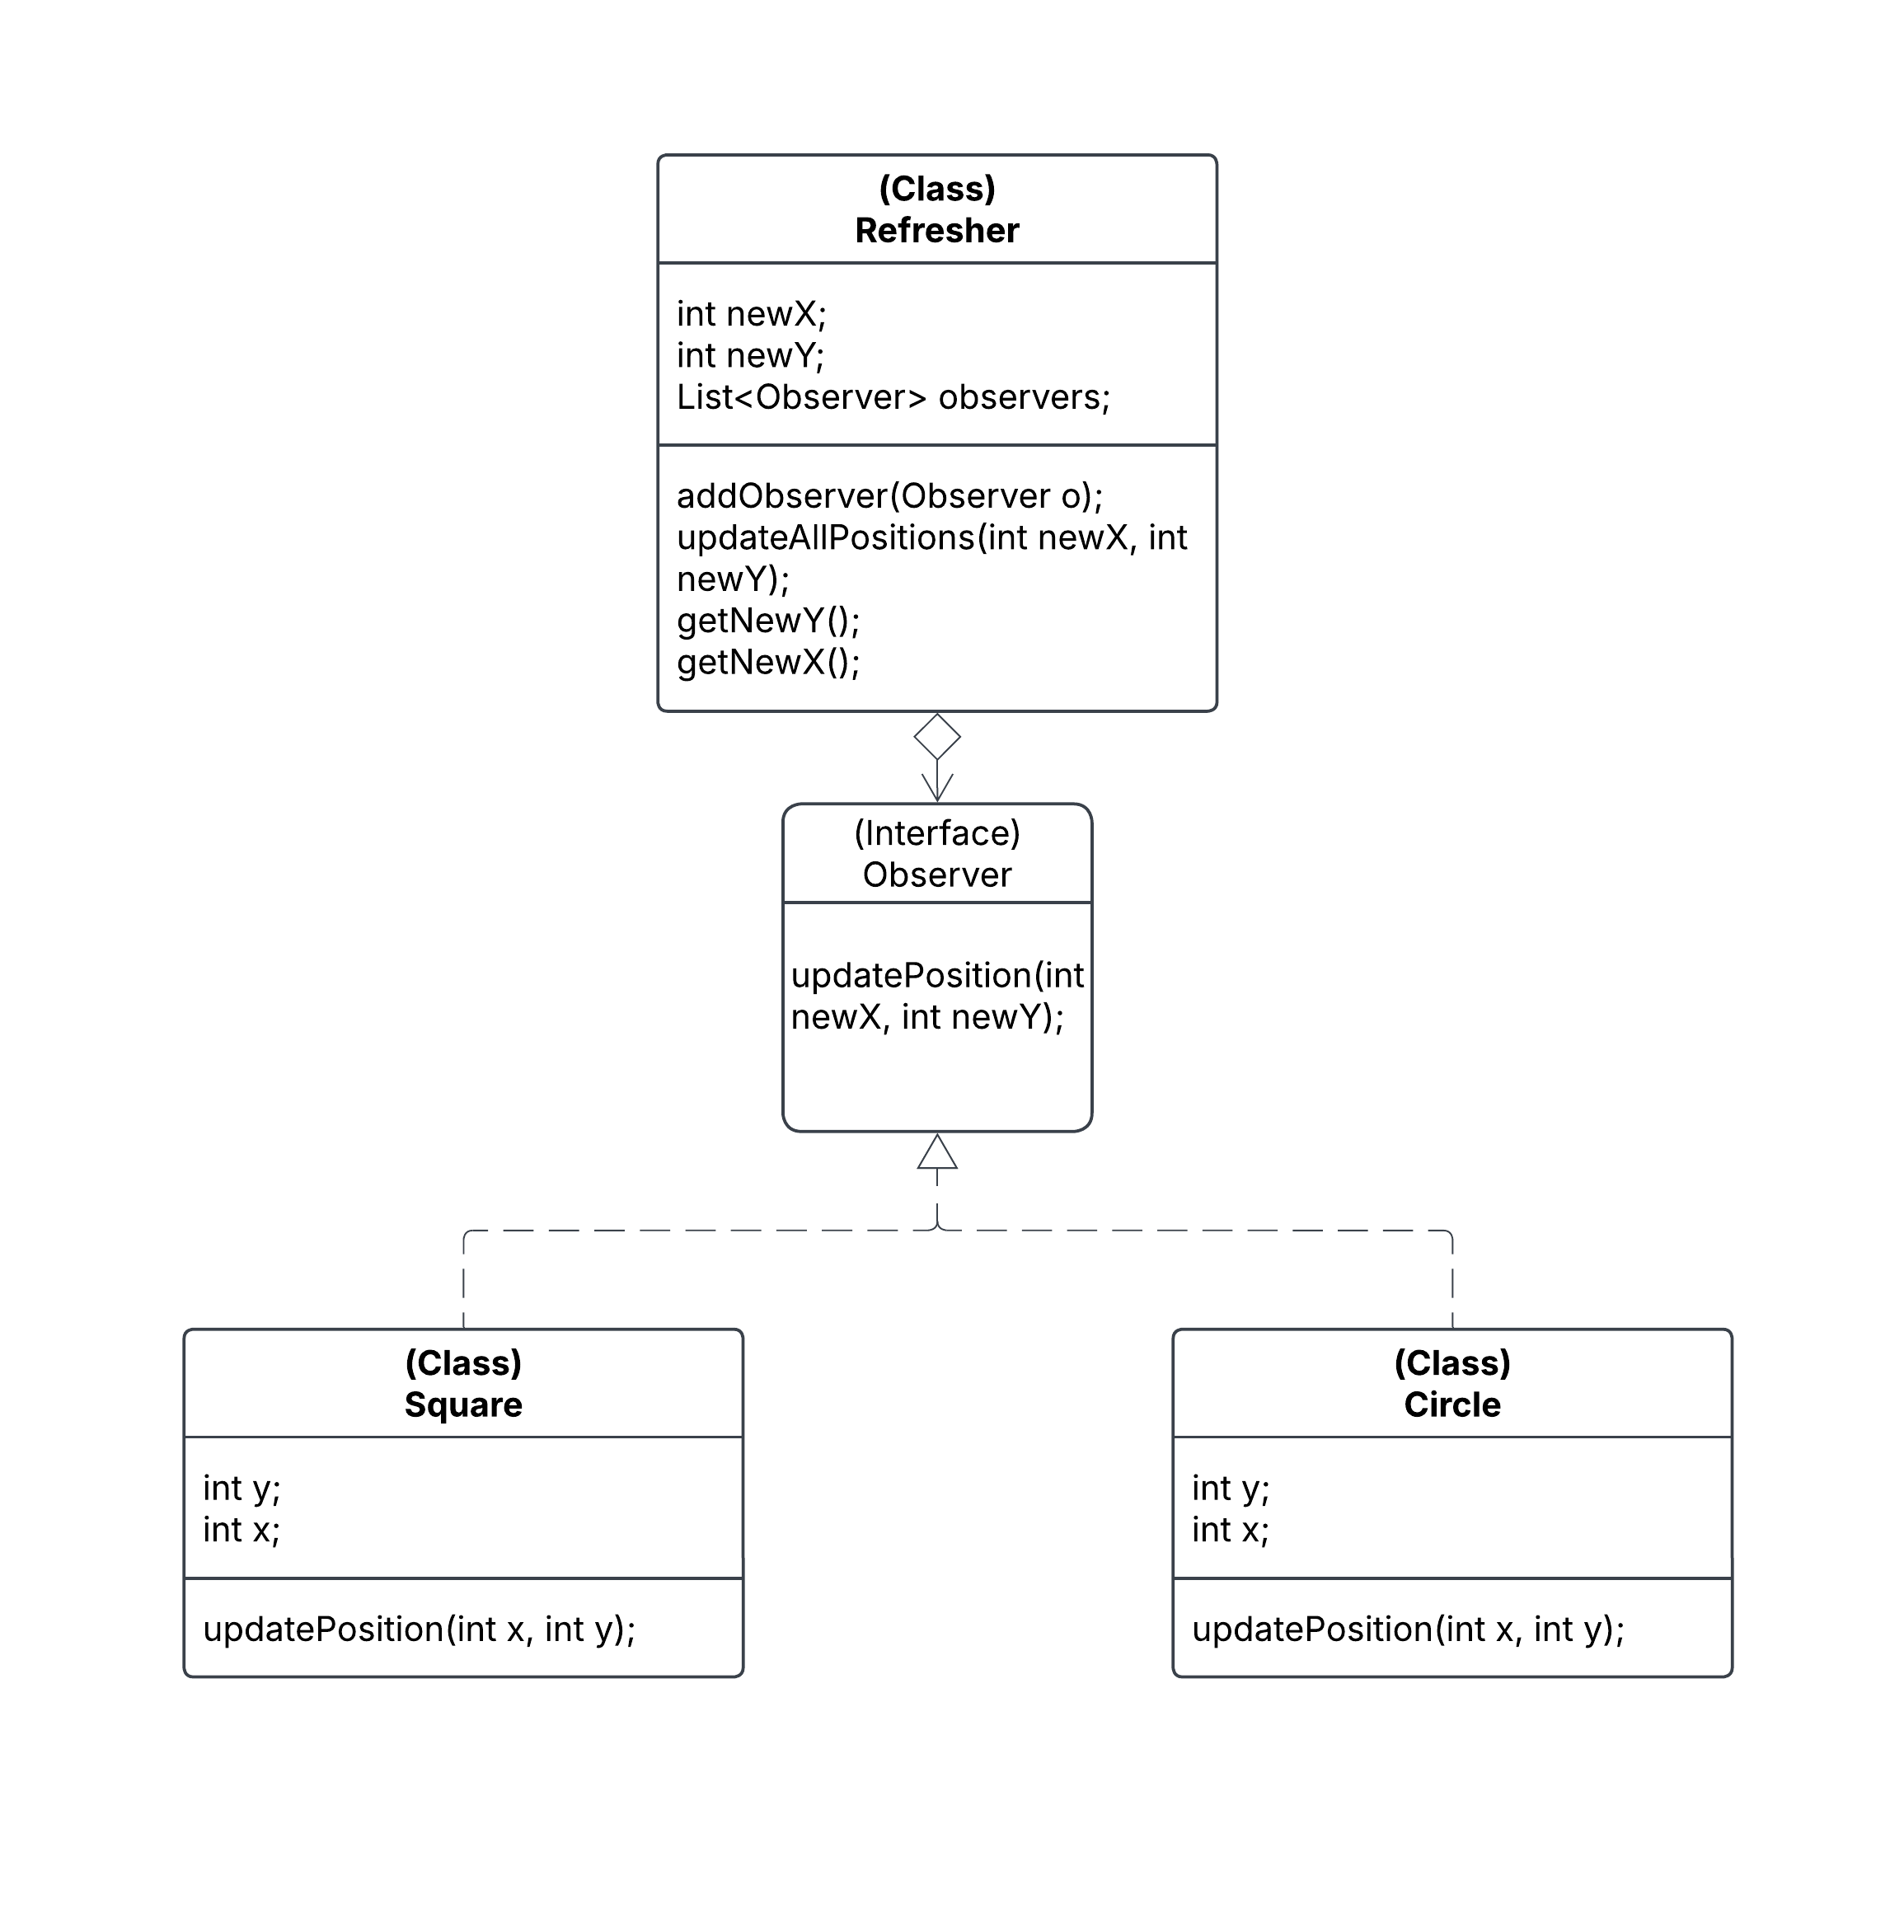 (Class)
Refresher
int newX;
int newY;
List<Observer> observers;
addObserver(Observer o);
updateAllPositions(int newX, int
newY);
getNewY();
getNewX();
(Interface)
Observer
updatePosition(int
newX, int newY);
(Class)
Square
int y;
int x;
updatePosition(int x, int y);
(Class)
Circle
int y;
int x;
updatePosition(int x, int y);